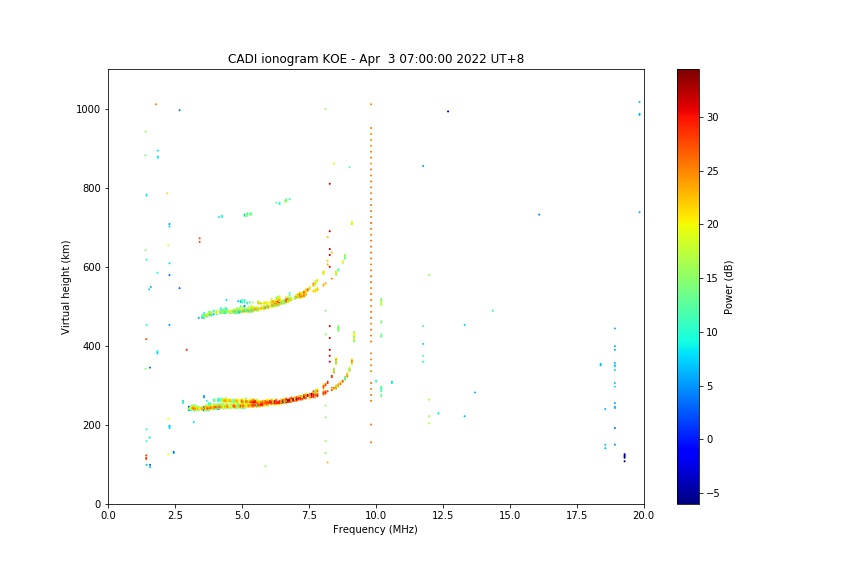 CADI ionogram KOE - Apr  3 07:00:00 2022 UT+8
1000
800
600
400
200
0
Virtual height (km)
0.0 2.5 5.0 7.5 10.0 12.5 15.0 17.5 20.0
Frequency (MHz)
30
25
20
15
10
5
0
−5
Power (dB)